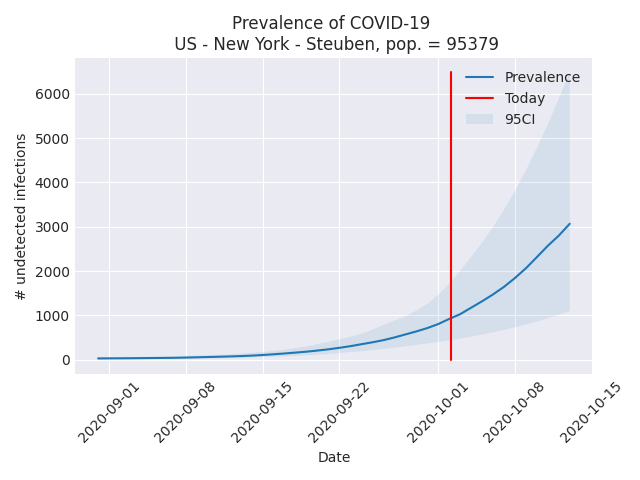 Prevalence of COVID-19
US - New York - Steuben, pop. = 95379
Prevalence
Today
95CI
# undetected infections
6000
5000
4000
3000
2000
1000
0
2020-09-01
2020-09-08
2020-09-15
2020-09-22
2020-10-01
2020-10-08
2020-10-15
Date